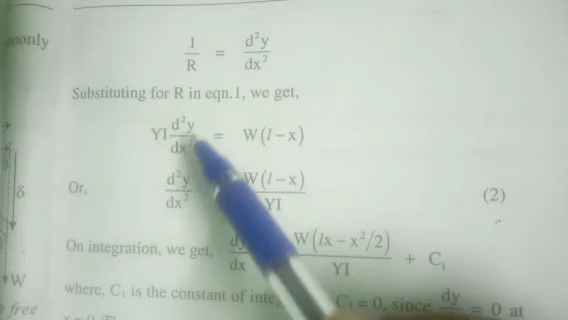 monly
1/R = d²y/dx²
Substituting for R in eqn.1, we get,
YI d²y/dx² = W(l−x)
Or, d²y/dx² W(l−x)/YI (2)
δ
On integration, we get, dy/dx W(lx−x²/2)/YI + C₁
W
where, C₁ is the constant of C₁ = 0, since dy/dx = 0 at
free